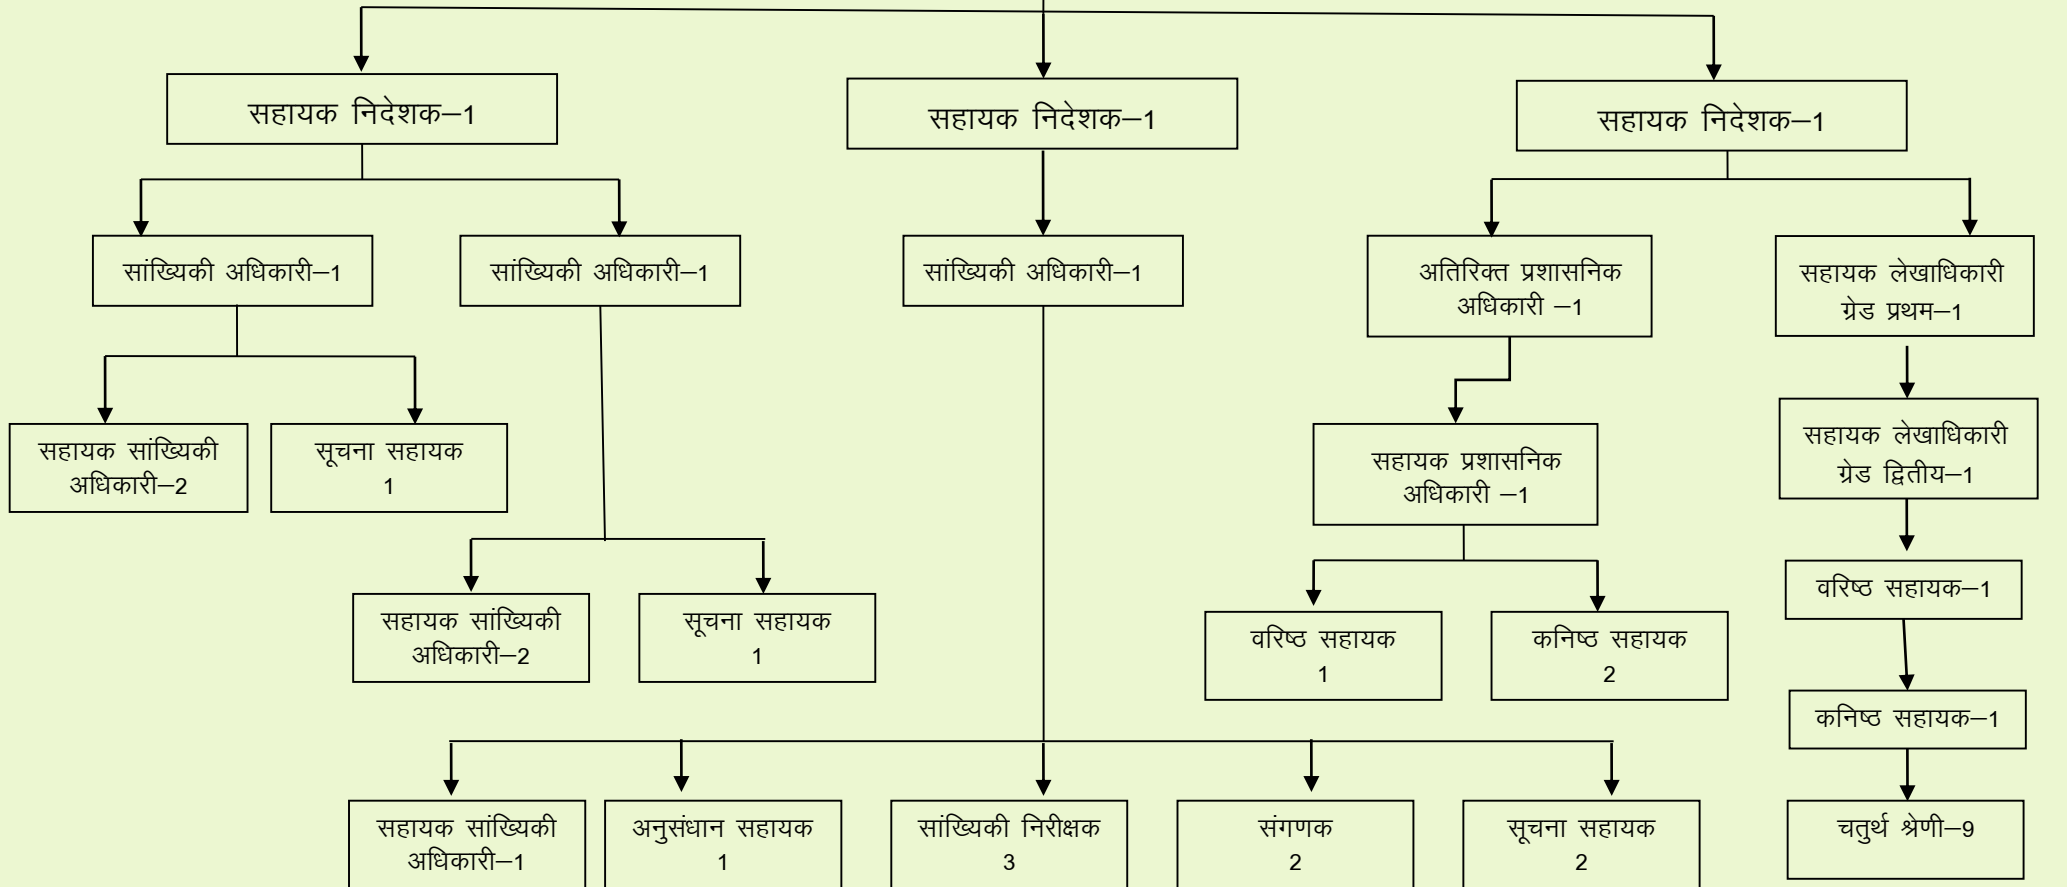 सहायक निदेशक–1
सहायक निदेशक–1
सहायक निदेशक–1
सांख्यिकी अधिकारी–1
सांख्यिकी अधिकारी–1
सांख्यिकी अधिकारी–1
अतिरिक्त प्रशासनिक
अधिकारी –1
सहायक लेखाधिकारी
ग्रेड प्रथम–1
सहायक सांख्यिकी
अधिकारी–2
सूचना सहायक
1
सहायक प्रशासनिक
अधिकारी –1
सहायक लेखाधिकारी
ग्रेड द्वितीय–1
सहायक सांख्यिकी
अधिकारी–2
सूचना सहायक
1
वरिष्ठ सहायक
1
कनिष्ठ सहायक
2
वरिष्ठ सहायक–1
कनिष्ठ सहायक–1
सहायक सांख्यिकी
अधिकारी–1
अनुसंधान सहायक
1
सांख्यिकी निरीक्षक
3
संगणक
2
सूचना सहायक
2
चतुर्थ श्रेणी–9